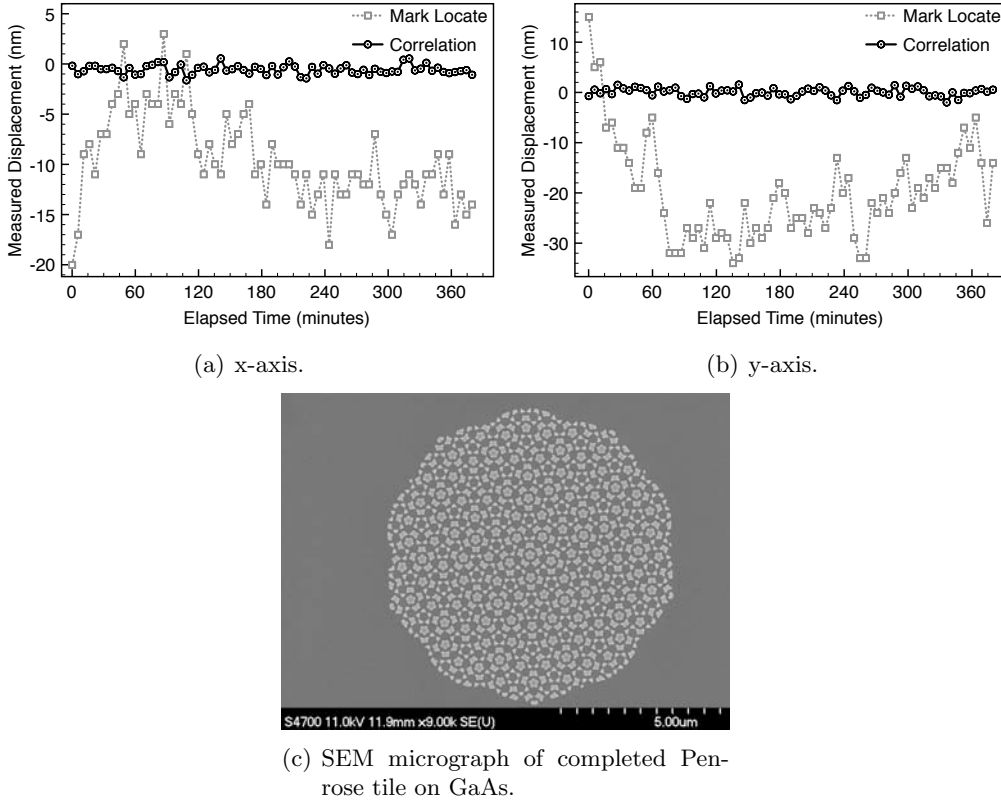 Measured Displacement (nm)
5
0
-5
-10
-15
-20
Mark Locate
Correlation
0 60 120 180 240 300 360
Elapsed Time (minutes)
(a) x-axis.
Measured Displacement (nm)
10
0
-10
-20
-30
Mark Locate
Correlation
0 60 120 180 240 300 360
Elapsed Time (minutes)
(b) y-axis.
S4700 11.0kV 11.9mm x9.00k SE(U) 5.00um
(c) SEM micrograph of completed Pen-
rose tile on GaAs.